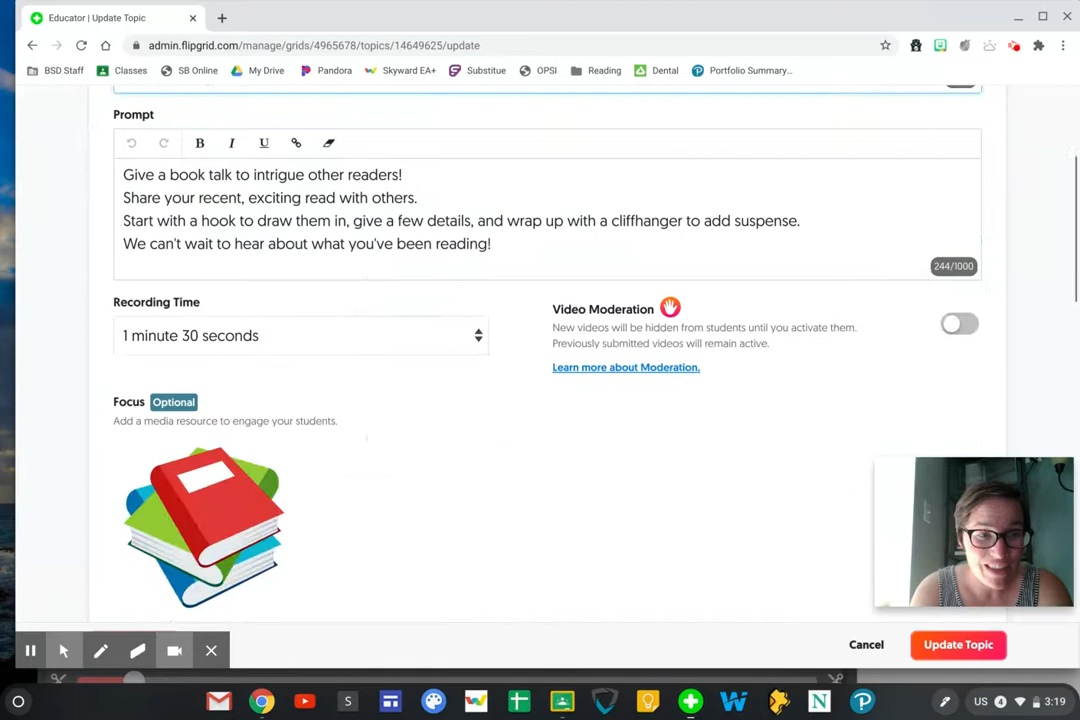 Educator | Update Topic
admin.flipgrid.com/manage/grids/4965678/topics/14649625/update
BSD Staff Classes SB Online My Drive Pandora Skyward EA+ Substitue OPSI Reading Dental Portfolio Summary...
Prompt
B I U
Give a book talk to intrigue other readers!
Share your recent, exciting read with others.
Start with a hook to draw them in, give a few details, and wrap up with a cliffhanger to add suspense.
We can't wait to hear about what you've been reading!
244/1000
Recording Time
1 minute 30 seconds
Video Moderation
New videos will be hidden from students until you activate them.
Previously submitted videos will remain active.
Learn more about Moderation.
Focus Optional
Add a media resource to engage your students.
Cancel Update Topic
S W N P
US 4 3:19